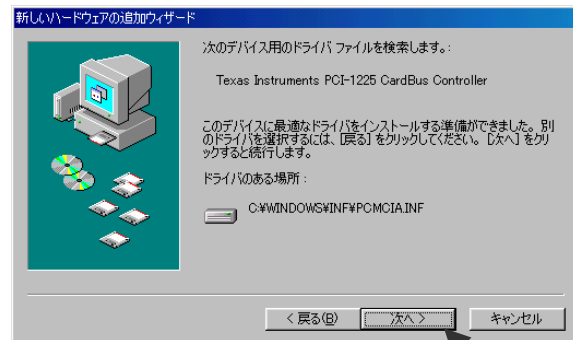 新しいハードウェアの追加ウィザード
次のデバイス用のドライバ ファイルを検索します。:
Texas Instruments PCI-1225 CardBus Controller
このデバイスに最適なドライバをインストールする準備ができました。別
のドライバを選択するには、[戻る] をクリックしてください。[次へ] をクリ
ックすると続行します。
ドライバのある場所:
C:¥WINDOWS¥INF¥PCMCIA.INF
< 戻る(B)
次へ >
キャンセル